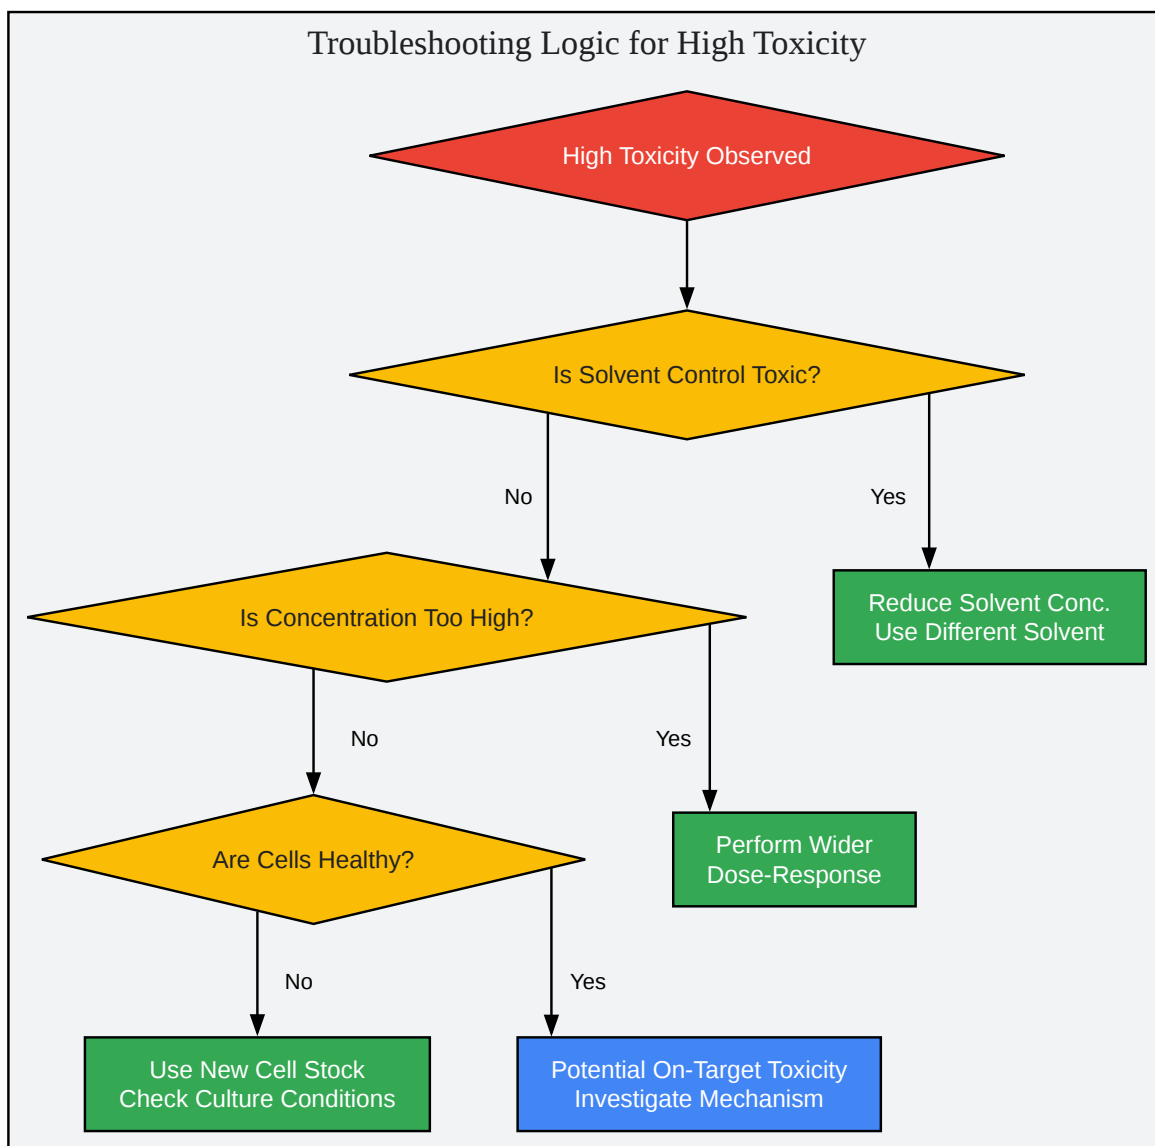 Troubleshooting Logic for High Toxicity
High Toxicity Observed
Is Solvent Control Toxic?
No
Yes
Is Concentration Too High?
Reduce Solvent Conc.
Use Different Solvent
No
Yes
Are Cells Healthy?
Perform Wider
Dose-Response
No
Yes
Use New Cell Stock
Check Culture Conditions
Potential On-Target Toxicity
Investigate Mechanism